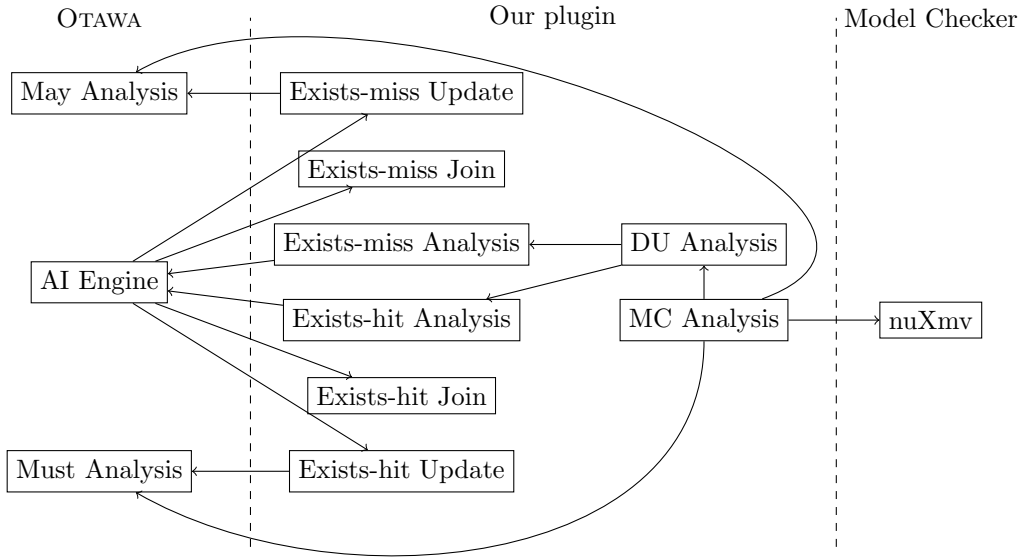 OTAWA
Our plugin
Model Checker
May Analysis
Exists-miss Update
Exists-miss Join
Exists-miss Analysis
DU Analysis
AI Engine
Exists-hit Analysis
MC Analysis
nuXmv
Exists-hit Join
Must Analysis
Exists-hit Update